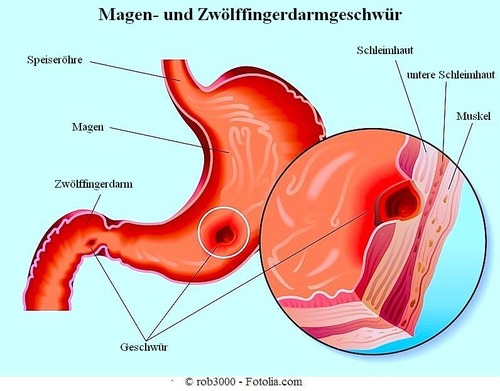 Magen- und Zwölffingerdarmgeschwür
Schleimhaut
Speiseröhre
untere Schleimhaut
Muskel
Magen
Zwölffingerdarm
Geschwür
© rob3000 - Fotolia.com